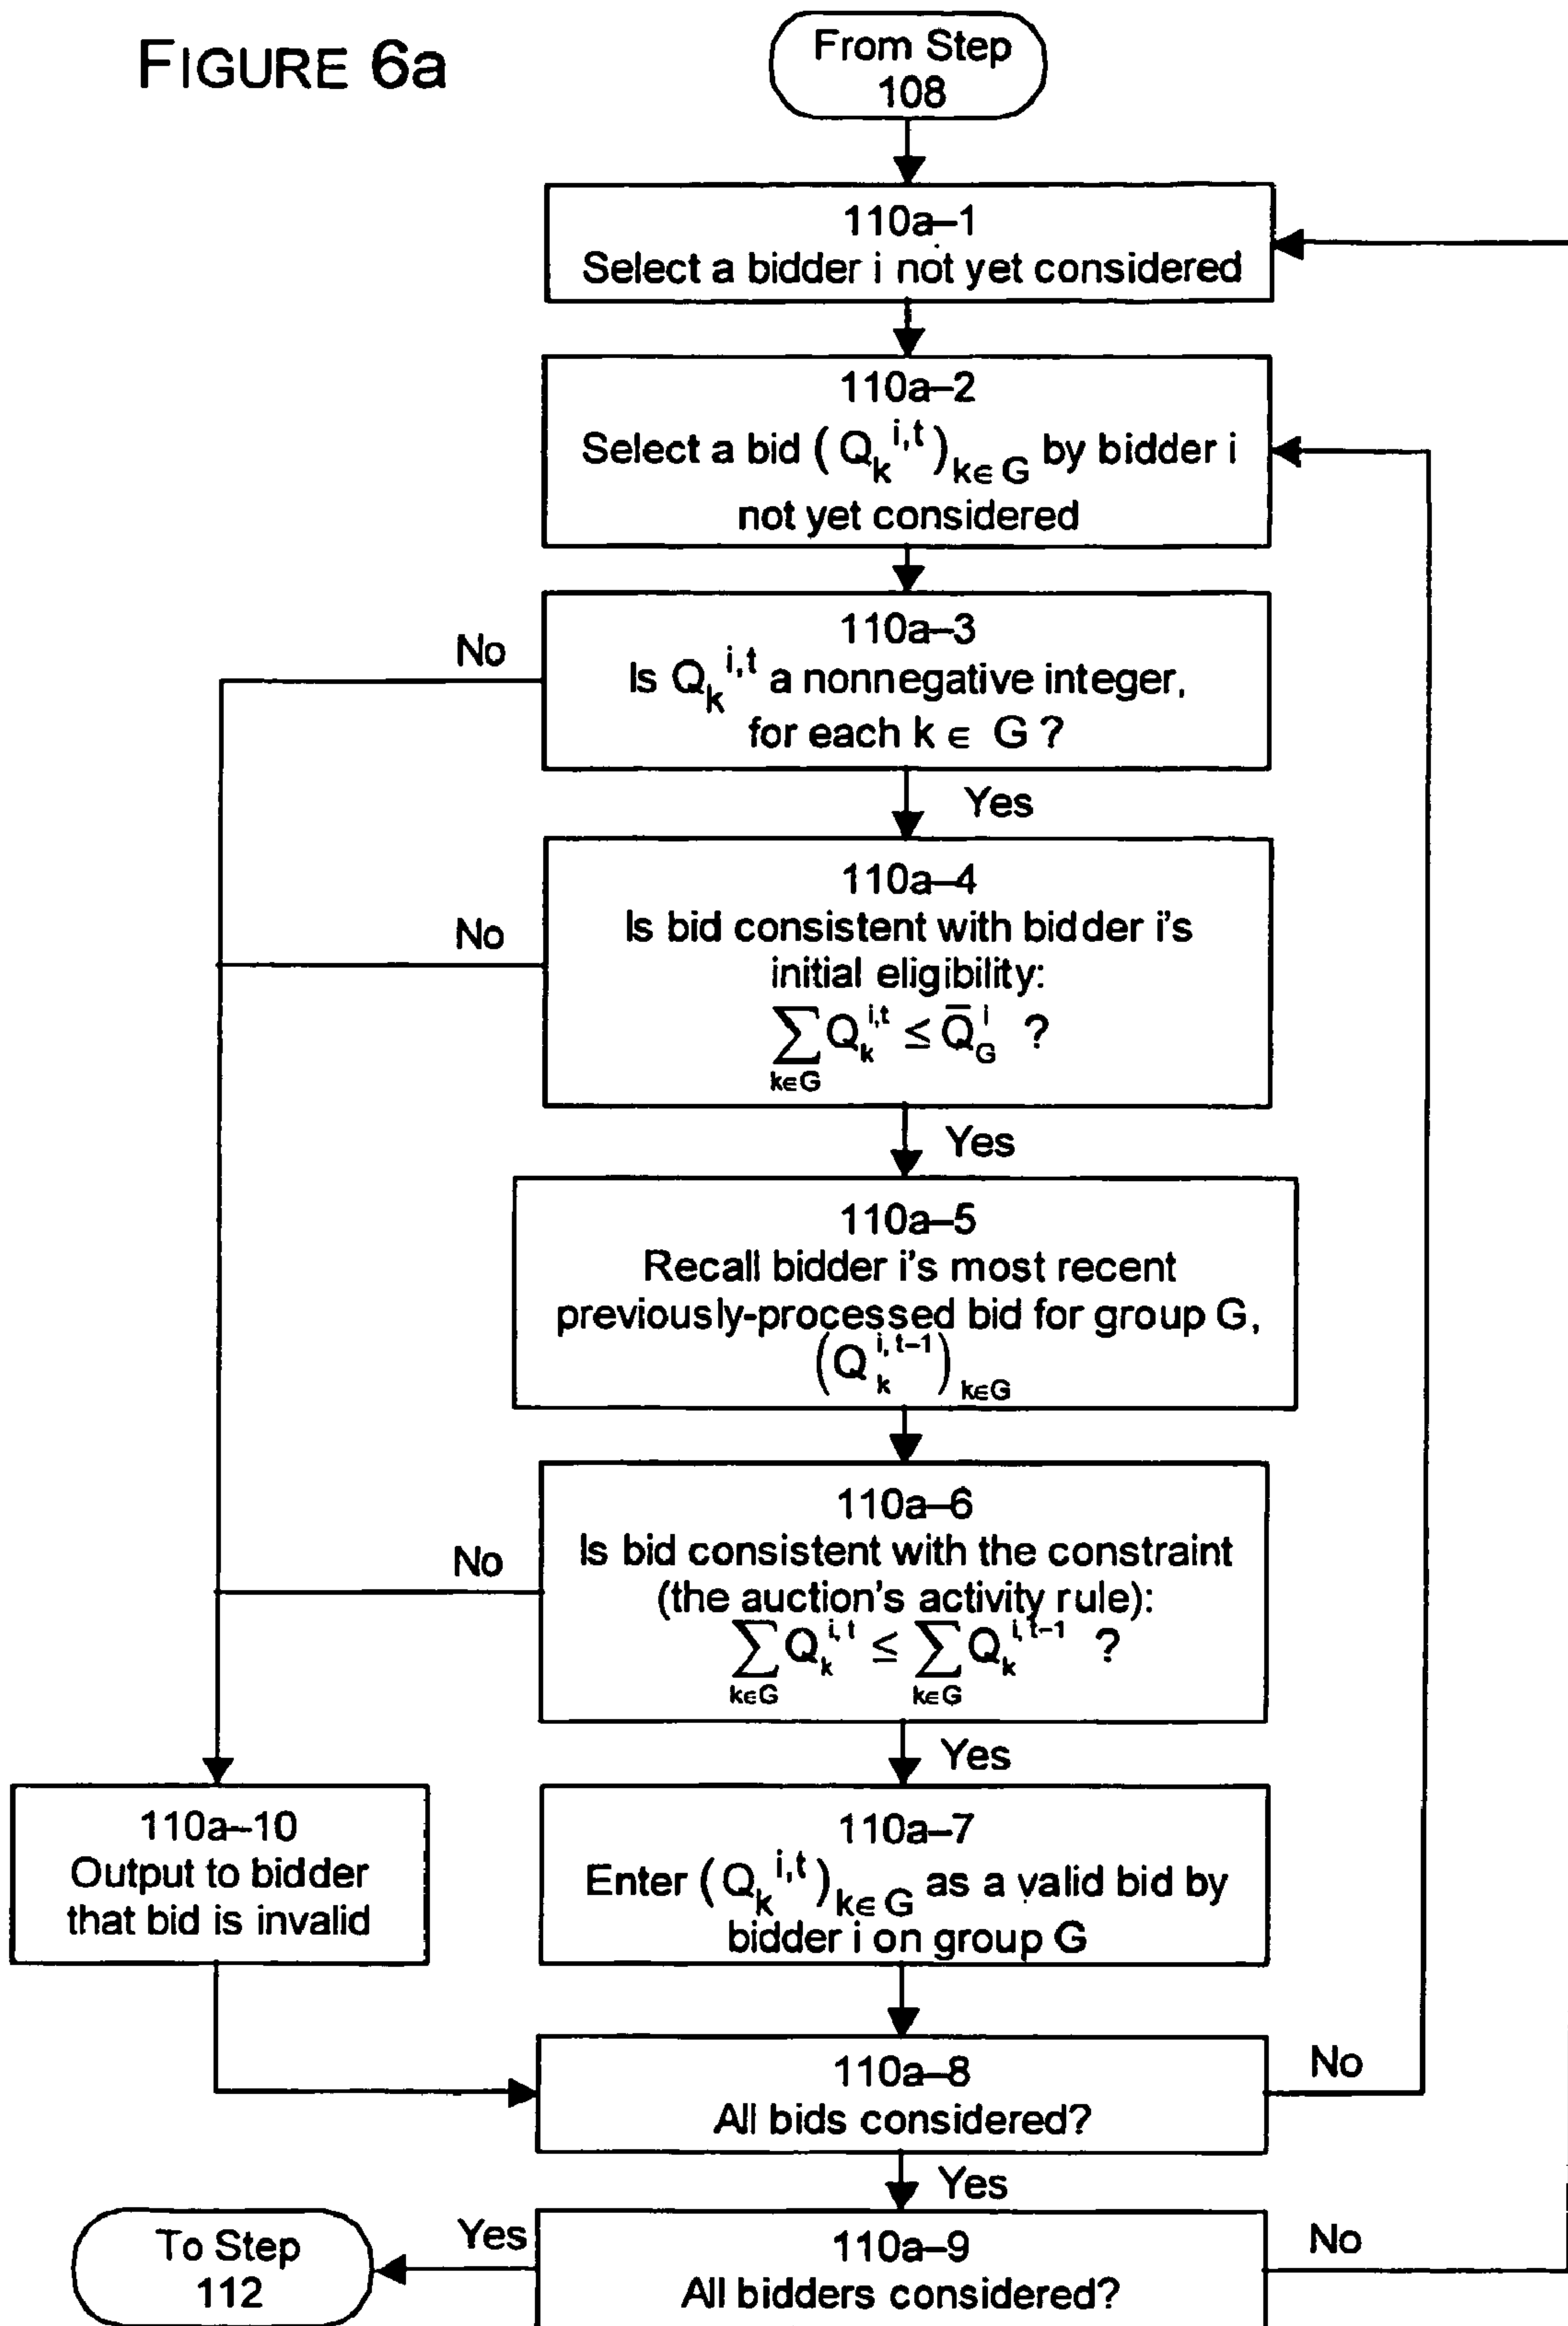 FIGURE 6a
From Step
108
110a–1
Select a bidder i not yet considered
110a–2
Select a bid ( Q_k^{i,t} )_{k∈G} by bidder i
not yet considered
110a–3
No
Is Q_k^{i,t} a nonnegative integer,
for each k ∈ G ?
Yes
110a–4
No
Is bid consistent with bidder i's
initial eligibility:
∑_{k∈G} Q_k^{i,t} ≤ Q̄_G^i ?
Yes
110a–5
Recall bidder i's most recent
previously-processed bid for group G,
(Q_k^{i,t–1})_{k∈G}
110a–6
No
Is bid consistent with the constraint
(the auction's activity rule):
∑_{k∈G} Q_k^{i,t} ≤ ∑_{k∈G} Q_k^{i,t–1} ?
Yes
110a–10
Output to bidder
that bid is invalid
110a–7
Enter ( Q_k^{i,t} )_{k∈G} as a valid bid by
bidder i on group G
110a–8
All bids considered?
No
Yes
To Step
112
Yes
110a–9
All bidders considered?
No